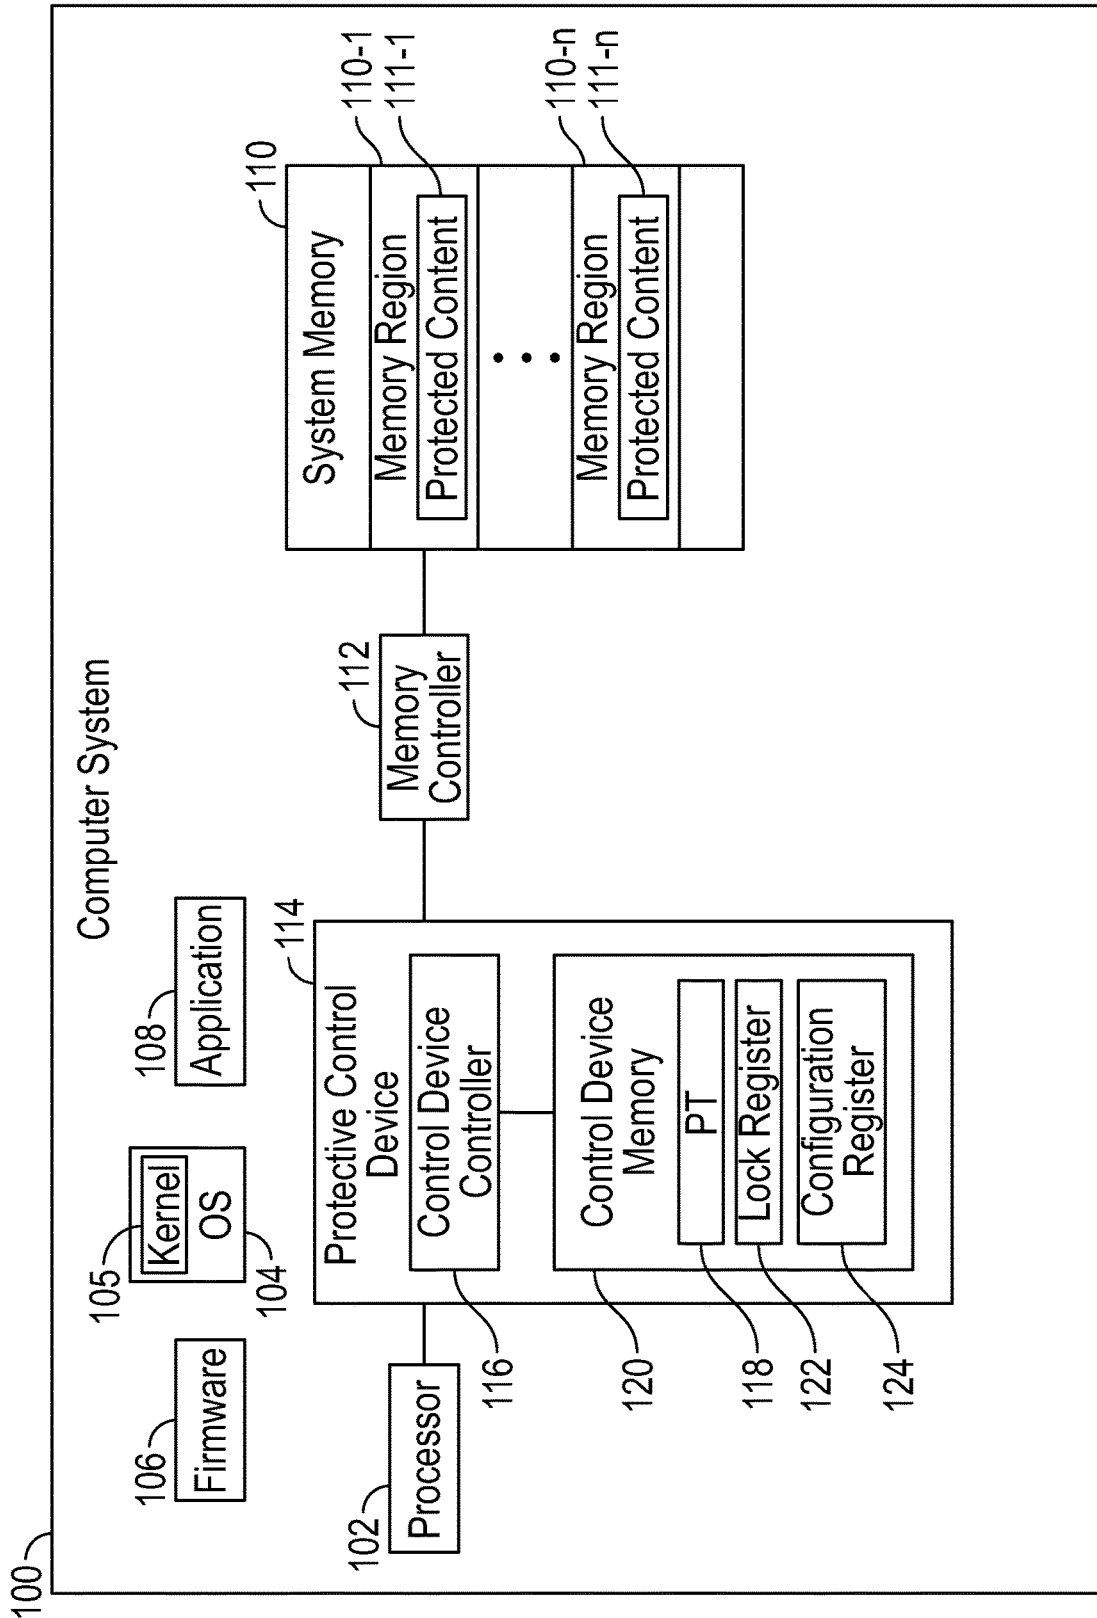 100
Computer System
106
Firmware
105
Kernel
OS
104
108
Application
102
Processor
114
Protective Control
Device
Control Device
Controller
116
Control Device
Memory
120
PT
118
Lock Register
122
Configuration
Register
124
112
Memory
Controller
110
System Memory
110-1
Memory Region
111-1
Protected Content
110-n
Memory Region
111-n
Protected Content